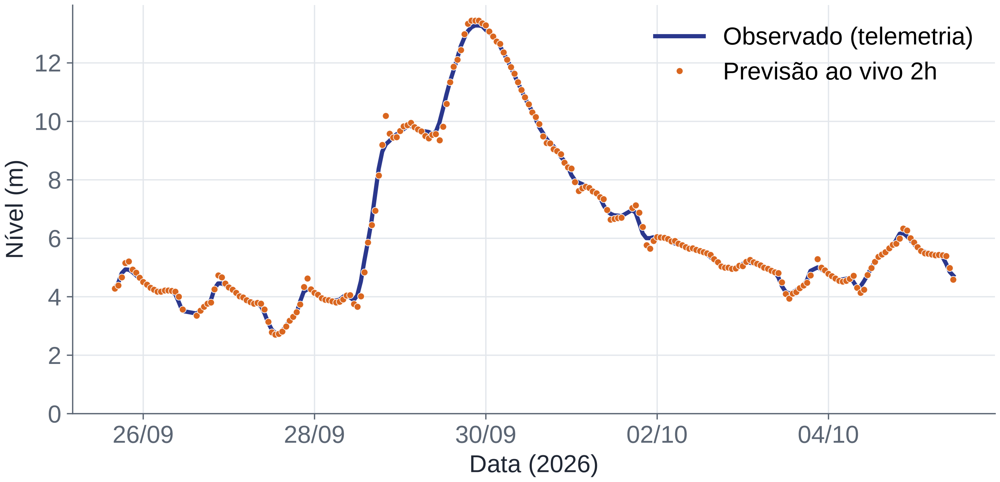 Observado (telemetria)
Previsão ao vivo 2h
Nível (m)
12
10
8
6
4
2
0
26/09 28/09 30/09 02/10 04/10
Data (2026)